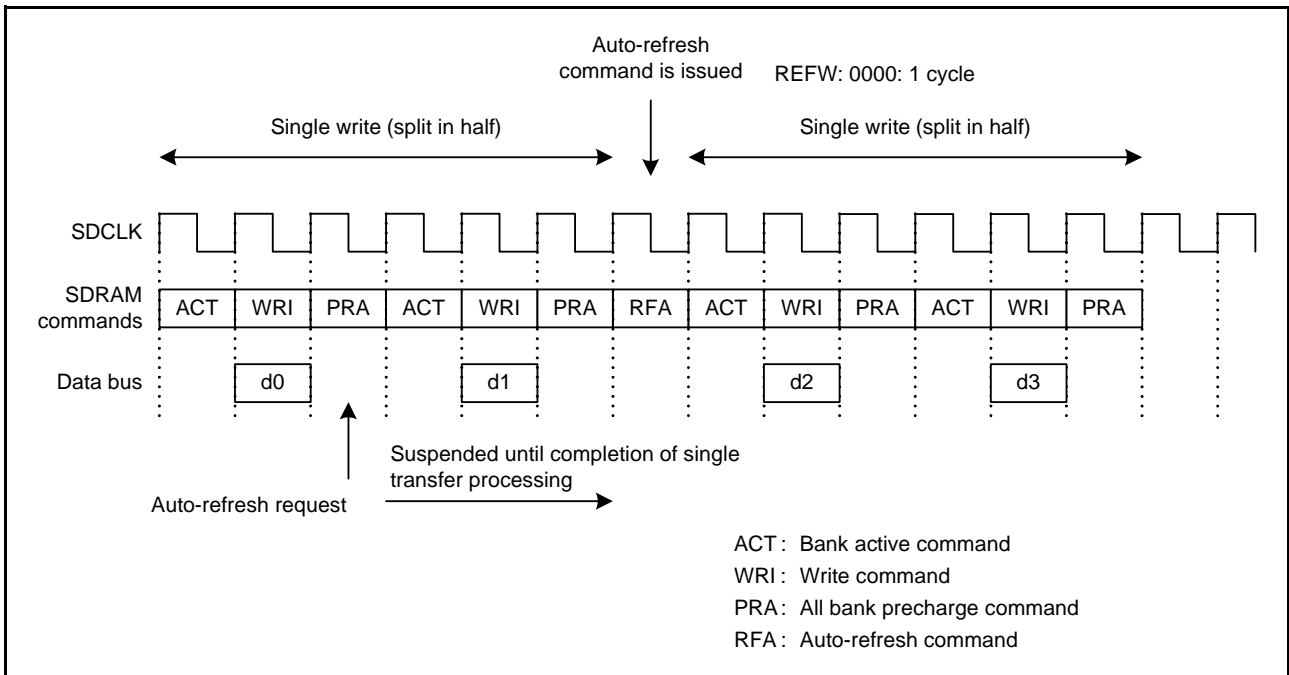 Auto-refresh
command is issued
REFW: 0000: 1 cycle
Single write (split in half)
Single write (split in half)
SDCLK
SDRAM
commands
ACT WRI PRA ACT WRI PRA RFA ACT WRI PRA ACT WRI PRA
Data bus
d0 d1 d2 d3
Suspended until completion of single
transfer processing
Auto-refresh request
ACT : Bank active command
WRI : Write command
PRA : All bank precharge command
RFA : Auto-refresh command